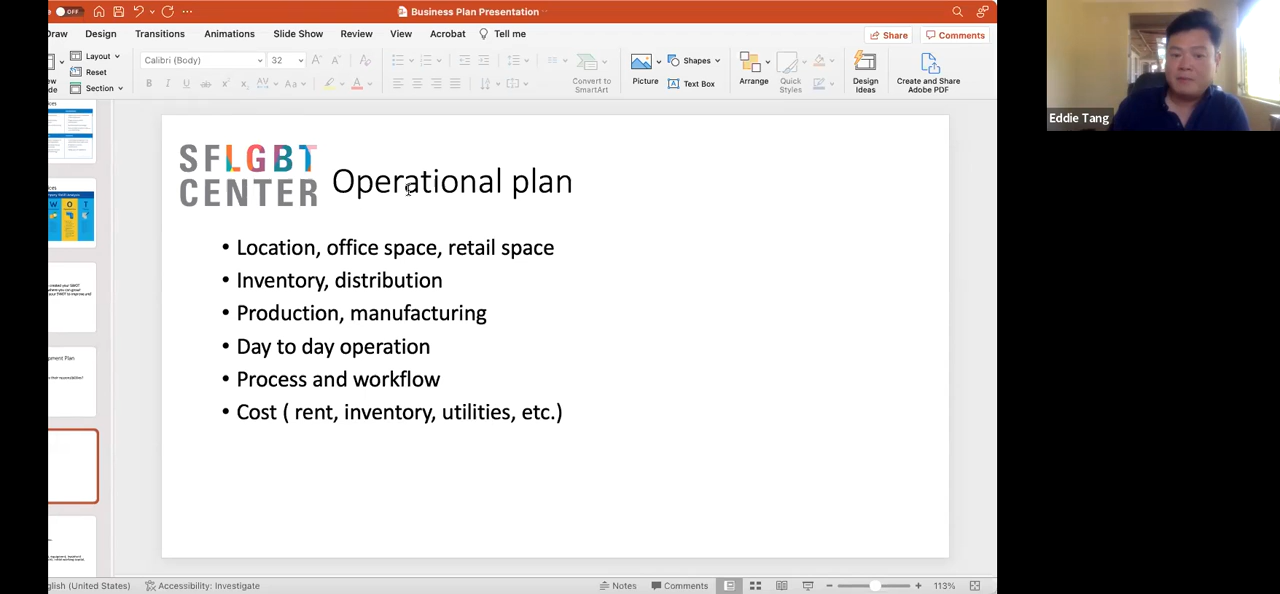 OFF
Business Plan Presentation
Draw Design Transitions Animations Slide Show Review View Acrobat Tell me
Share Comments
Layout
Reset
Section
Calibri (Body) 32
Convert to SmartArt
Picture
Shapes
Text Box
Arrange
Quick Styles
Design Ideas
Create and Share Adobe PDF
Eddie Tang
SFLGBT
CENTER
Operational plan
• Location, office space, retail space
• Inventory, distribution
• Production, manufacturing
• Day to day operation
• Process and workflow
• Cost ( rent, inventory, utilities, etc.)
English (United States) Accessibility: Investigate Notes Comments 113%